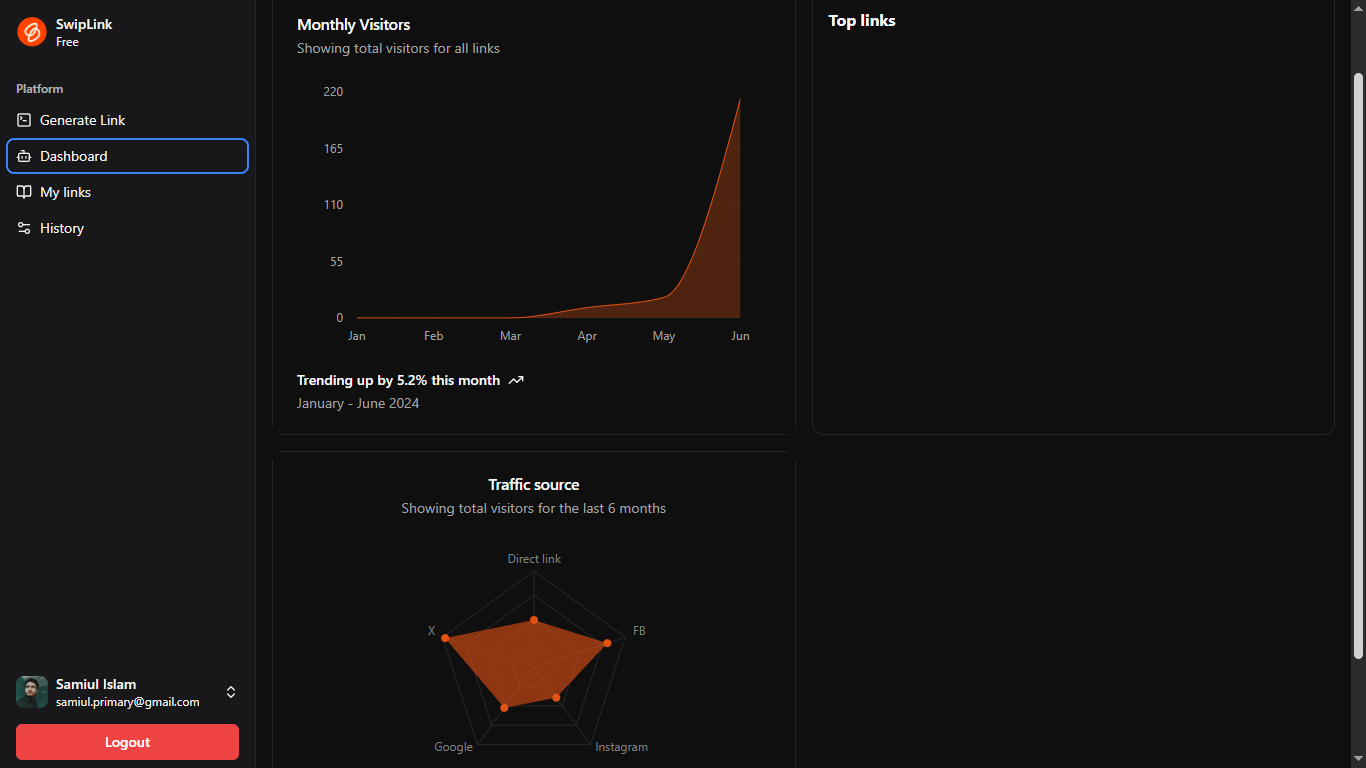 SwipLink
Free
Platform
Generate Link
Dashboard
My links
History
Samiul Islam
samiul.primary@gmail.com
Logout
Monthly Visitors
Showing total visitors for all links
220
165
110
55
0
Jan Feb Mar Apr May Jun
Trending up by 5.2% this month
January - June 2024
Top links
Traffic source
Showing total visitors for the last 6 months
Direct link
X
FB
Google
Instagram